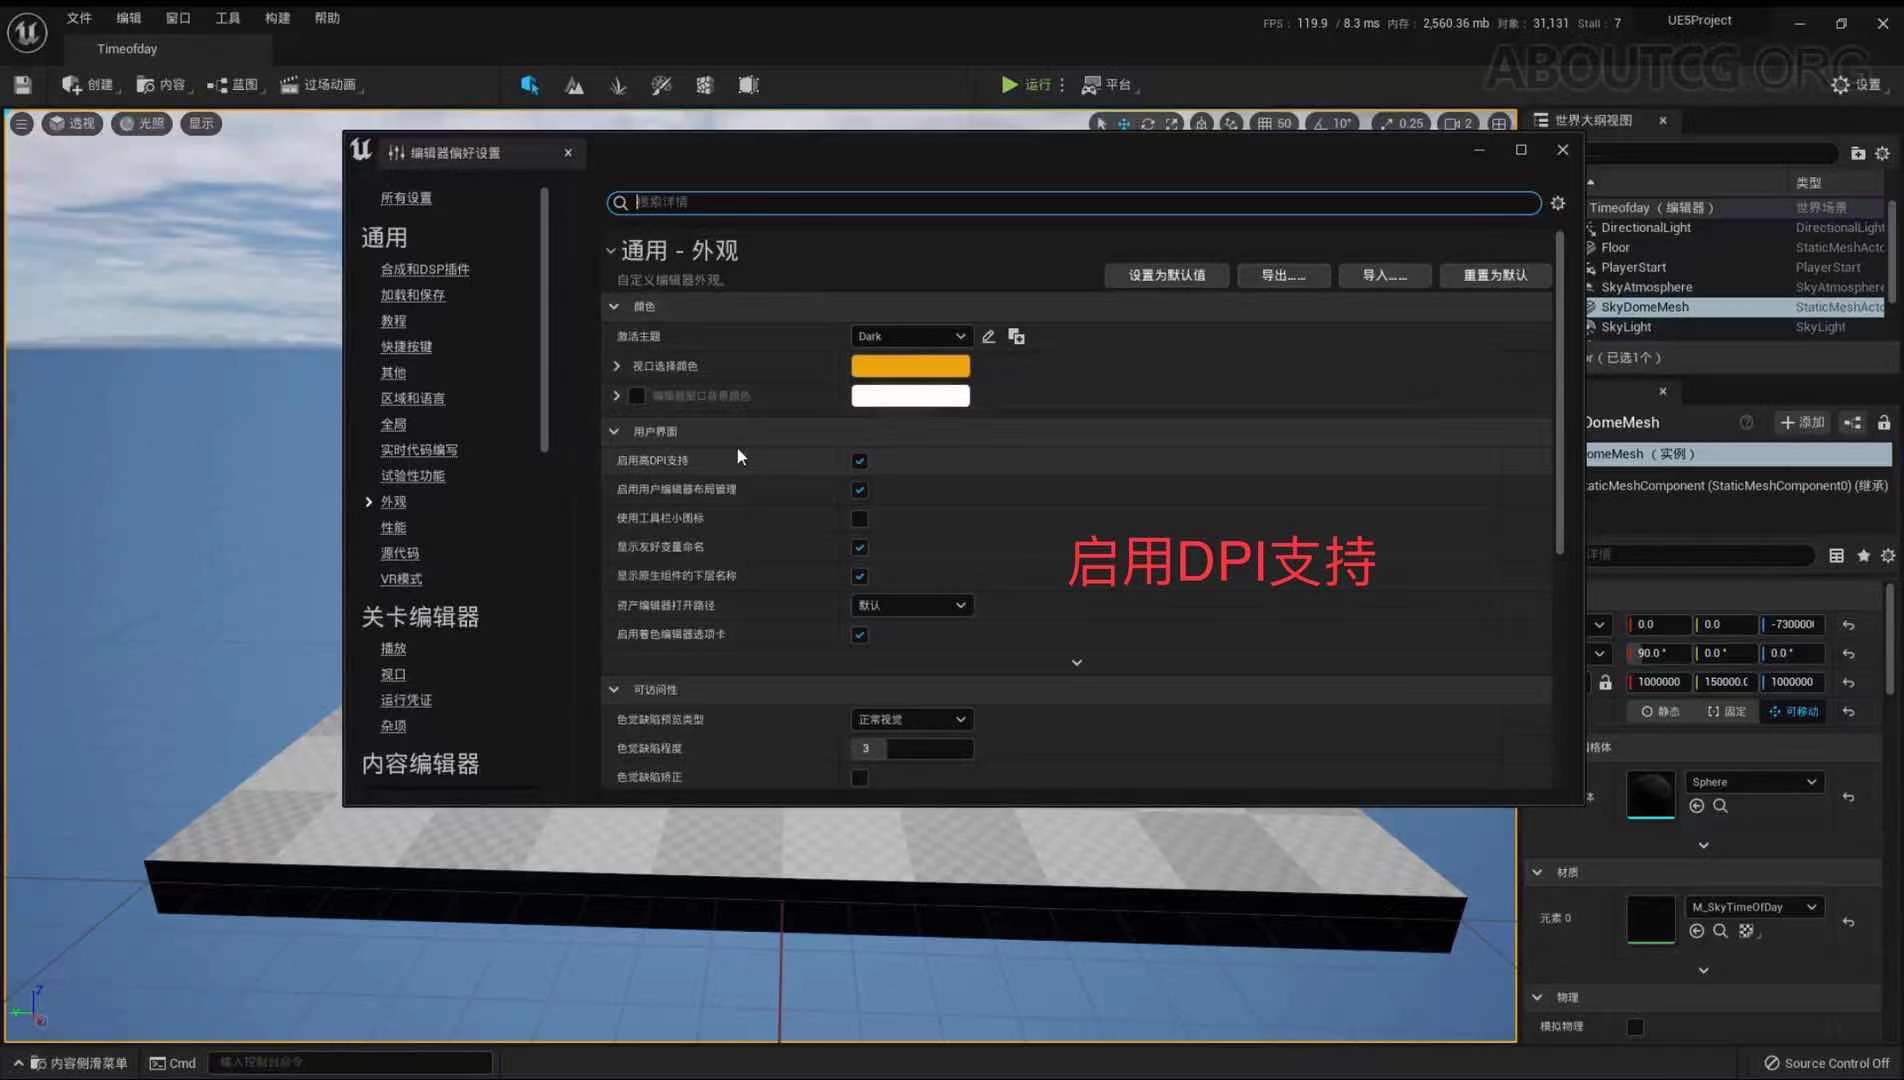 文件 编辑 窗口 工具 构建 帮助
FPS： 119.9 / 8.3 ms 内存： 2,560.36 mb 对象： 31,131 Stall： 7
UE5Project
Timeofday
ABOUTCG.ORG
创建 内容 蓝图 过场动画
运行 平台 设置
透视 光照 显示
50 10° 0.25 2
世界大纲视图
编辑器偏好设置
搜索详情
所有设置
通用
合成和DSP插件
加载和保存
教程
快捷按键
其他
区域和语言
全局
实时代码编写
试验性功能
外观
性能
源代码
VR模式
关卡编辑器
播放
视口
运行凭证
杂项
内容编辑器
通用 - 外观
自定义编辑器外观。
设置为默认值 导出…… 导入…… 重置为默认
颜色
激活主题 Dark
视口选择颜色
编辑器窗口背景颜色
用户界面
启用高DPI支持
启用用户编辑器布局管理
使用工具栏小图标
显示友好变量命名
显示原生组件的下层名称
资产编辑器打开路径 默认
启用着色编辑器选项卡
可访问性
色觉缺陷预览类型 正常视觉
色觉缺陷程度 3
色觉缺陷矫正
启用DPI支持
类型
Timeofday（编辑器） 世界场景
DirectionalLight DirectionalLight
Floor StaticMeshActo
PlayerStart PlayerStart
SkyAtmosphere SkyAtmosphere
SkyDomeMesh StaticMeshActo
SkyLight SkyLight
r（已选1个）
DomeMesh 添加
omeMesh （实例）
taticMeshComponent (StaticMeshComponent0) (继承)
详情
0.0 0.0 -7300000
90.0° 0.0° 0.0°
1000000 150000.0 1000000
静态 固定 可移动
格体
体 Sphere
材质
元素 0 M_SkyTimeOfDay
物理
模拟物理
内容侧滑菜单 Cmd 输入控制台命令
Source Control Off